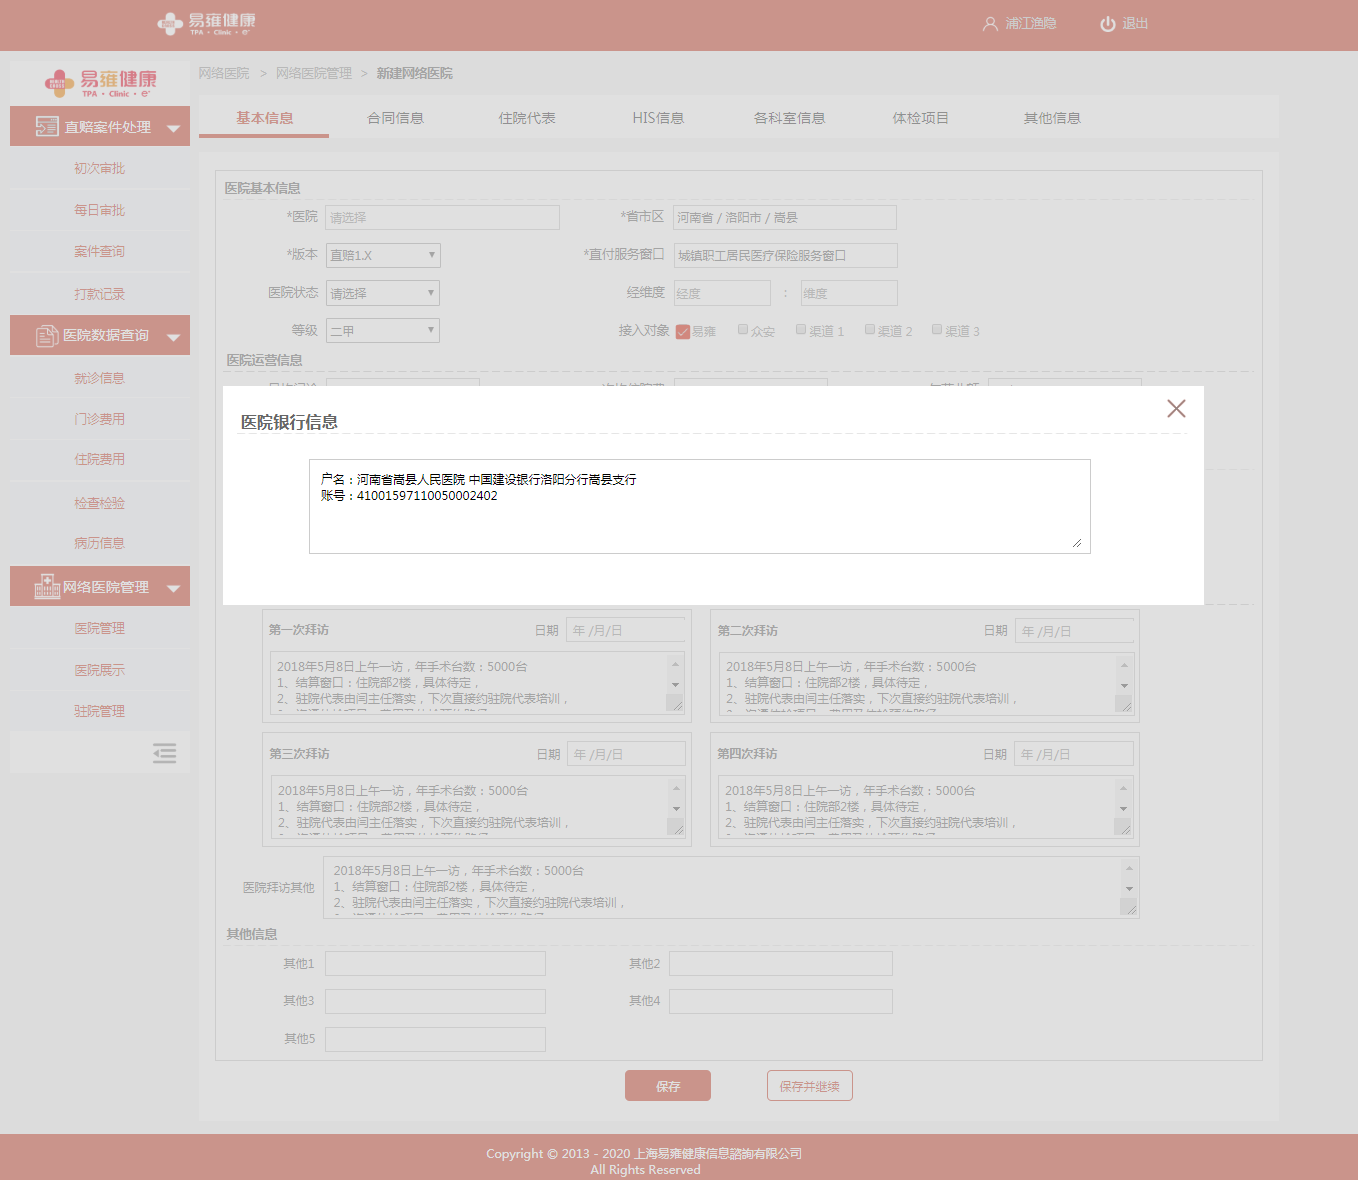 易雍健康
TPA · Clinic · e+
浦江渔隐
退出
易雍健康
TPA · Clinic · e+
网络医院 > 网络医院管理 > 新建网络医院
基本信息 合同信息 住院代表 HIS信息 各科室信息 体检项目 其他信息
直赔案件处理
初次审批
每日审批
案件查询
打款记录
医院数据查询
就诊信息
门诊费用
住院费用
检查检验
病历信息
网络医院管理
医院管理
医院展示
驻院管理
医院基本信息
*医院 请选择 *省市区 河南省 / 洛阳市 / 嵩县
*版本 直赔1.X *直付服务窗口 城镇职工居民医疗保险服务窗口
医院状态 请选择 经纬度 经度 : 维度
等级 二甲 接入对象 易雍 众安 渠道 1 渠道 2 渠道 3
医院运营信息
医院银行信息
户名：河南省嵩县人民医院 中国建设银行洛阳分行嵩县支行
账号：41001597110050002402
第一次拜访 日期 年 /月/日
2018年5月8日上午一访，年手术台数：5000台
1、结算窗口：住院部2楼，具体待定，
2、驻院代表由闫主任落实，下次直接约驻院代表培训，
第二次拜访 日期 年 /月/日
2018年5月8日上午一访，年手术台数：5000台
1、结算窗口：住院部2楼，具体待定，
2、驻院代表由闫主任落实，下次直接约驻院代表培训，
第三次拜访 日期 年 /月/日
2018年5月8日上午一访，年手术台数：5000台
1、结算窗口：住院部2楼，具体待定，
2、驻院代表由闫主任落实，下次直接约驻院代表培训，
第四次拜访 日期 年 /月/日
2018年5月8日上午一访，年手术台数：5000台
1、结算窗口：住院部2楼，具体待定，
2、驻院代表由闫主任落实，下次直接约驻院代表培训，
医院拜访其他
2018年5月8日上午一访，年手术台数：5000台
1、结算窗口：住院部2楼，具体待定，
2、驻院代表由闫主任落实，下次直接约驻院代表培训，
其他信息
其他1 其他2
其他3 其他4
其他5
保存 保存并继续
Copyright © 2013 - 2020 上海易雍健康信息諮詢有限公司
All Rights Reserved